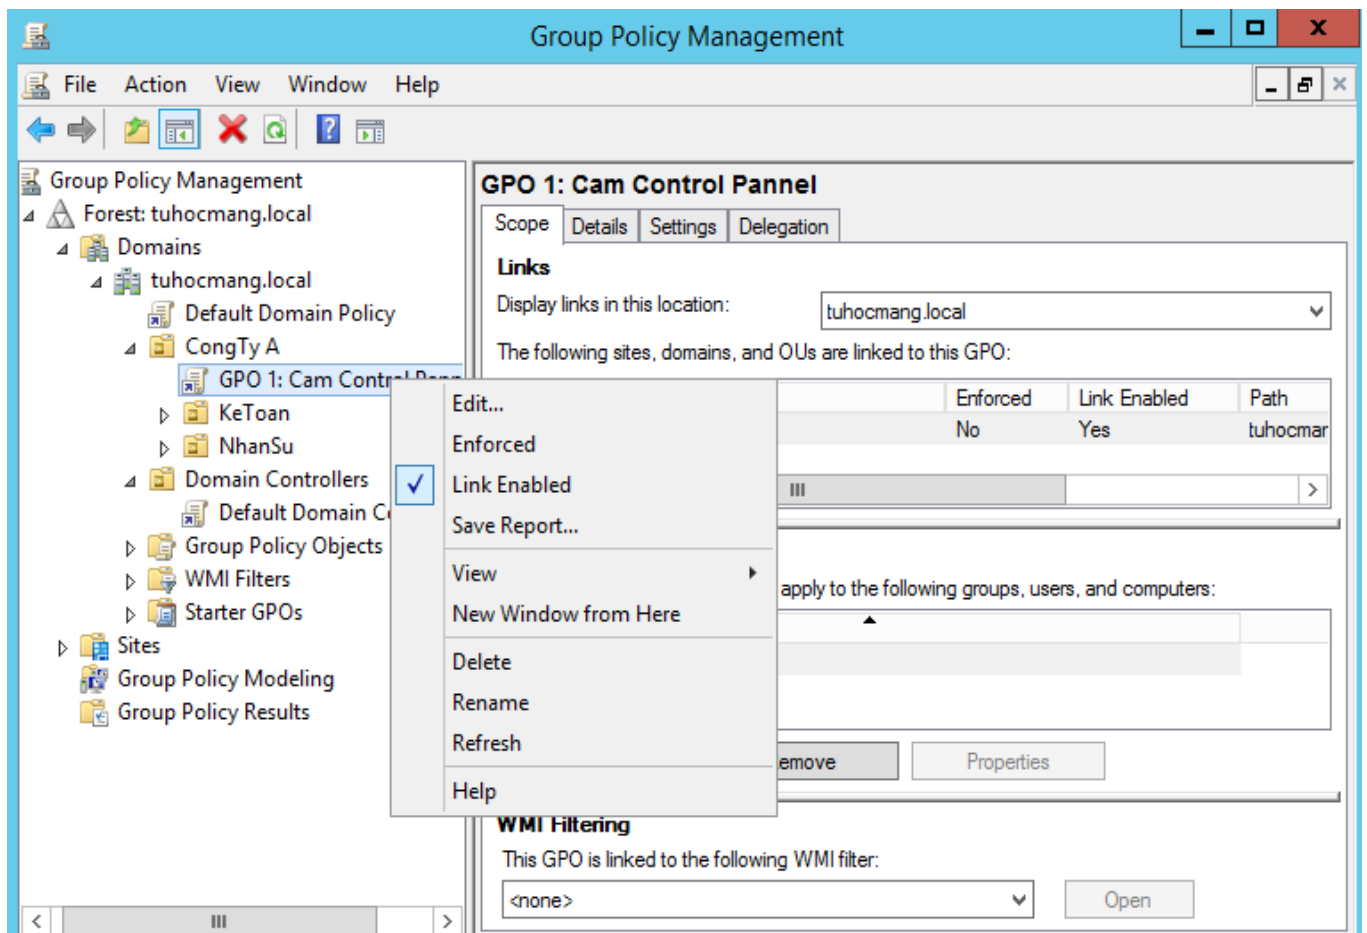 Group Policy Management
File Action View Window Help
Group Policy Management
Forest: tuhocmang.local
Domains
tuhocmang.local
Default Domain Policy
CongTy A
GPO 1: Cam
KeToan
NhanSu
Domain Controllers
Default Domain
Group Policy Objects
WMI Filters
Starter GPOs
Sites
Group Policy Modeling
Group Policy Results
Edit...
Enforced
Link Enabled
Save Report...
View
New Window from Here
Delete
Rename
Refresh
Help
GPO 1: Cam Control Pannel
Scope Details Settings Delegation
Links
Display links in this location: tuhocmang.local
The following sites, domains, and OUs are linked to this GPO:
Enforced Link Enabled Path
No Yes tuhocmar
apply to the following groups, users, and computers:
emove Properties
WMI Filtering
This GPO is linked to the following WMI filter:
<none> Open